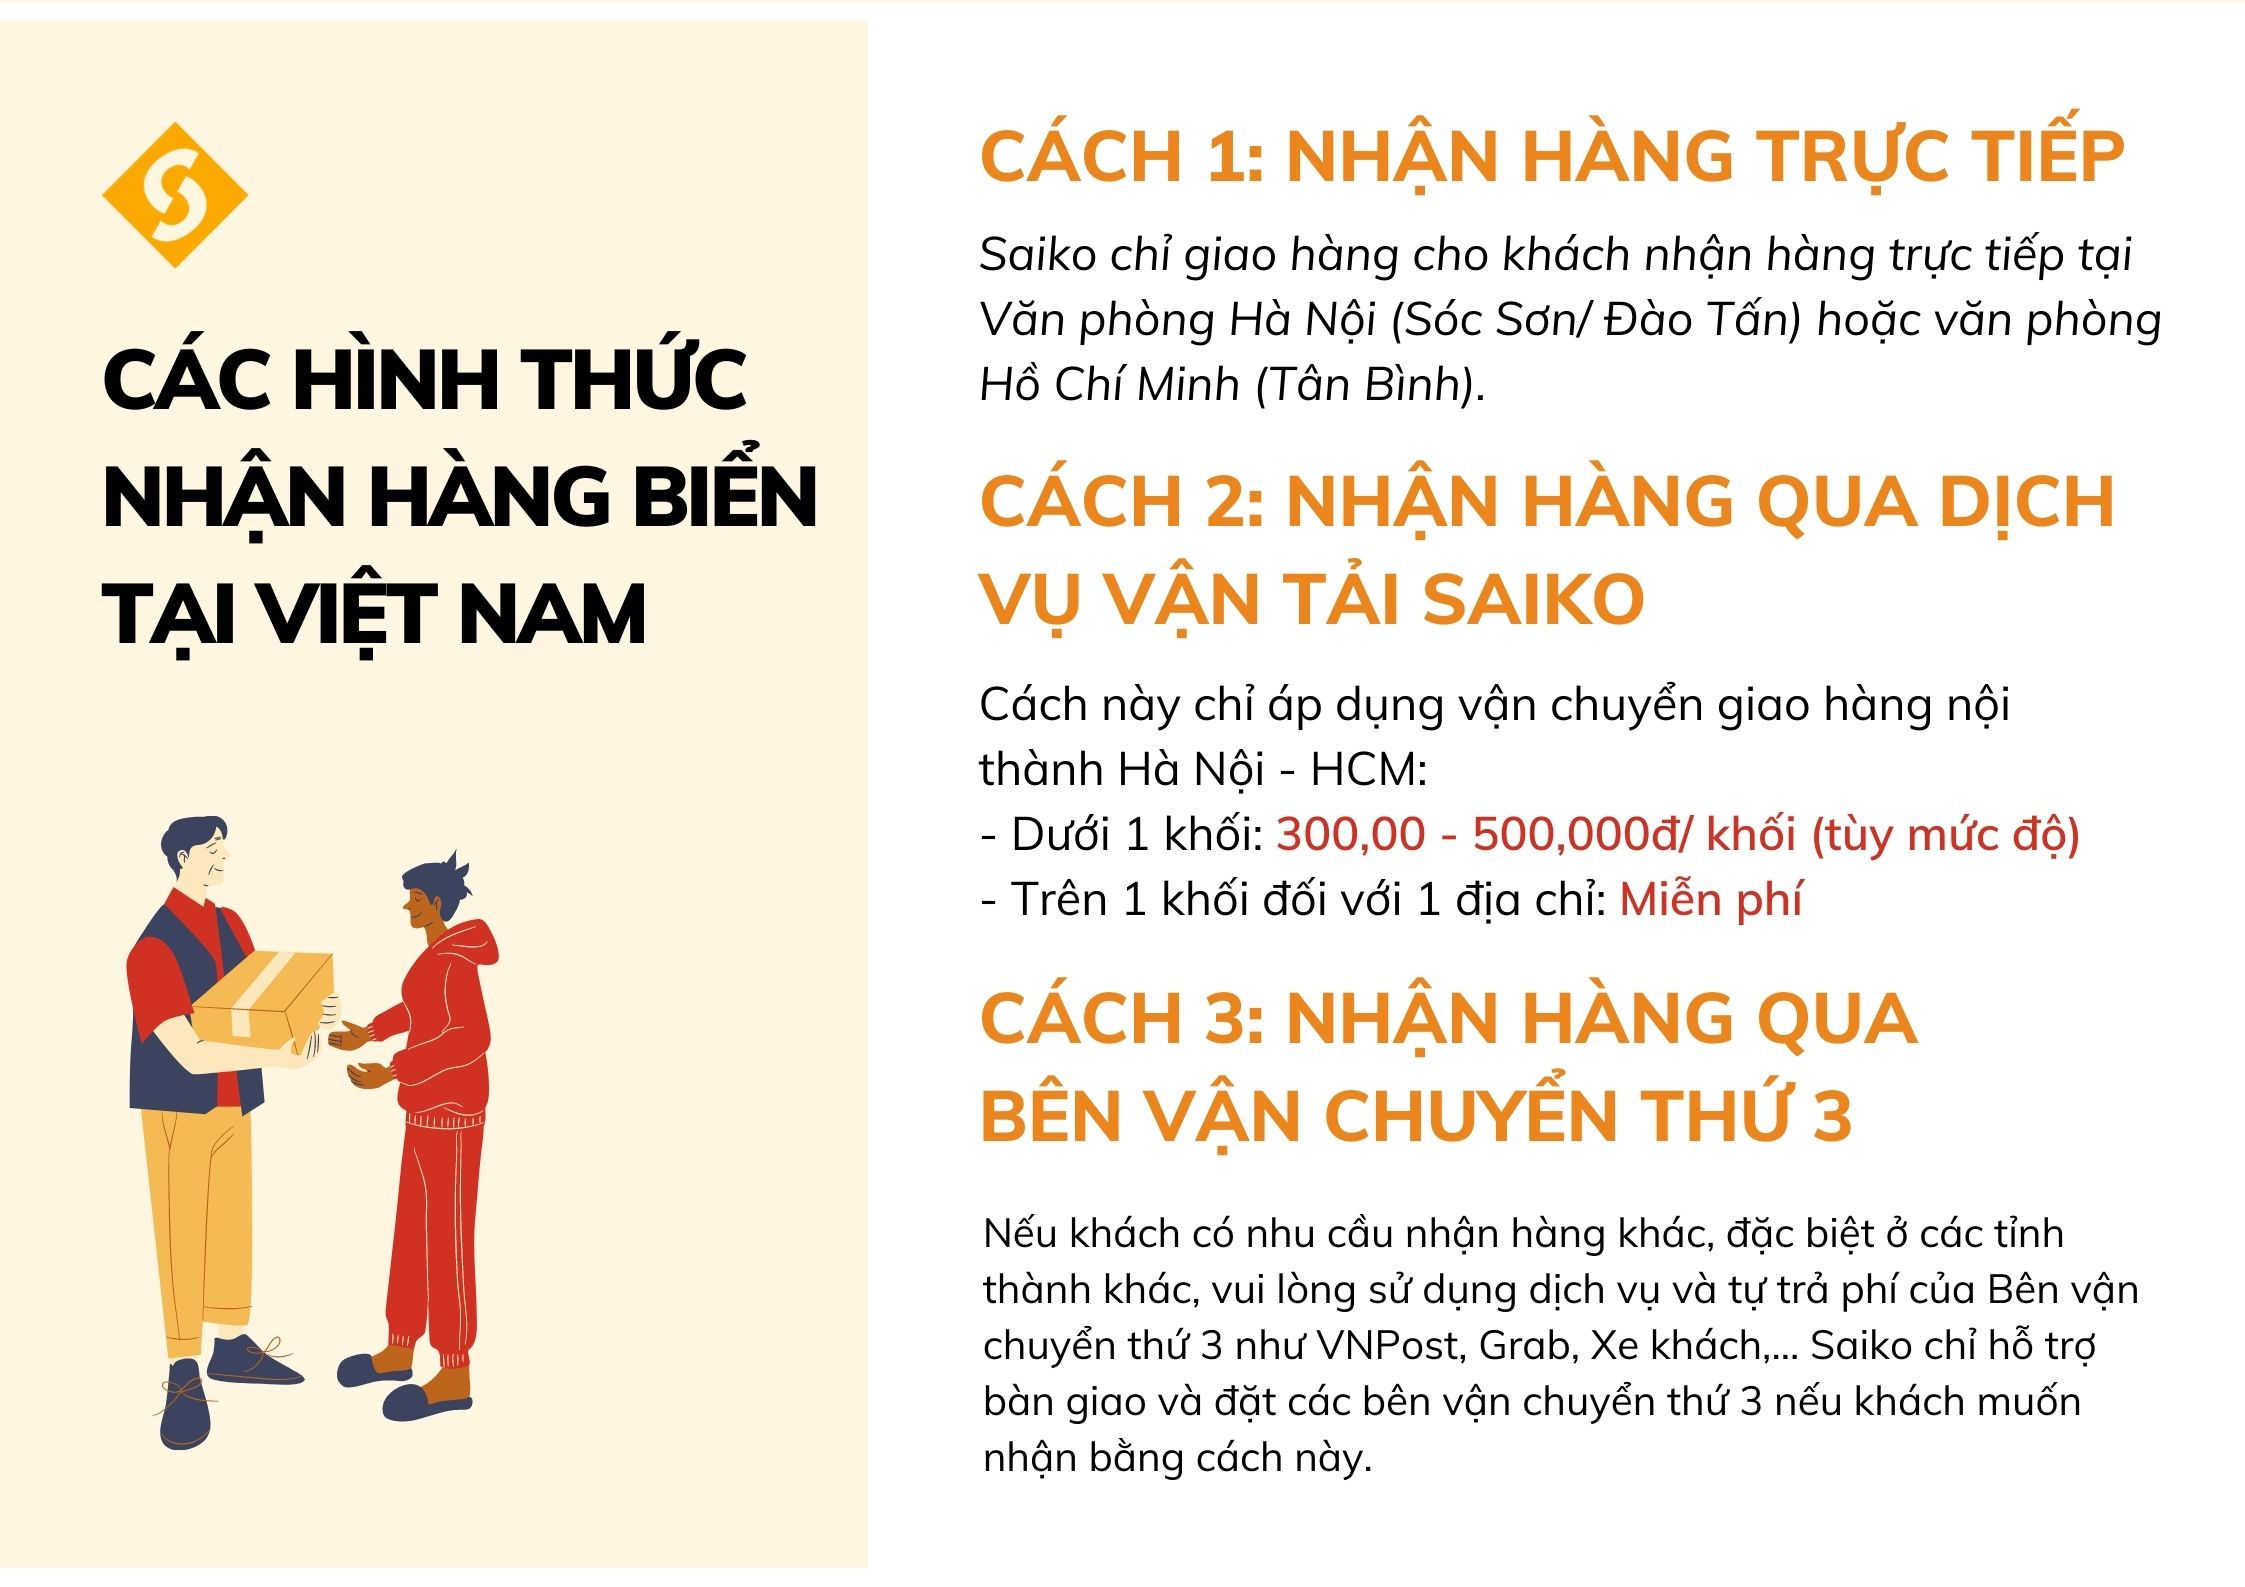 CÁC HÌNH THỨC
NHẬN HÀNG BIỂN
TẠI VIỆT NAM
CÁCH 1: NHẬN HÀNG TRỰC TIẾP
Saiko chỉ giao hàng cho khách nhận hàng trực tiếp tại
Văn phòng Hà Nội (Sóc Sơn/ Đào Tấn) hoặc văn phòng
Hồ Chí Minh (Tân Bình).
CÁCH 2: NHẬN HÀNG QUA DỊCH
VỤ VẬN TẢI SAIKO
Cách này chỉ áp dụng vận chuyển giao hàng nội
thành Hà Nội - HCM:
- Dưới 1 khối: 300,00 - 500,000đ/ khối (tùy mức độ)
- Trên 1 khối đối với 1 địa chỉ: Miễn phí
CÁCH 3: NHẬN HÀNG QUA
BÊN VẬN CHUYỂN THỨ 3
Nếu khách có nhu cầu nhận hàng khác, đặc biệt ở các tỉnh
thành khác, vui lòng sử dụng dịch vụ và tự trả phí của Bên vận
chuyển thứ 3 như VNPost, Grab, Xe khách,... Saiko chỉ hỗ trợ
bàn giao và đặt các bên vận chuyển thứ 3 nếu khách muốn
nhận bằng cách này.